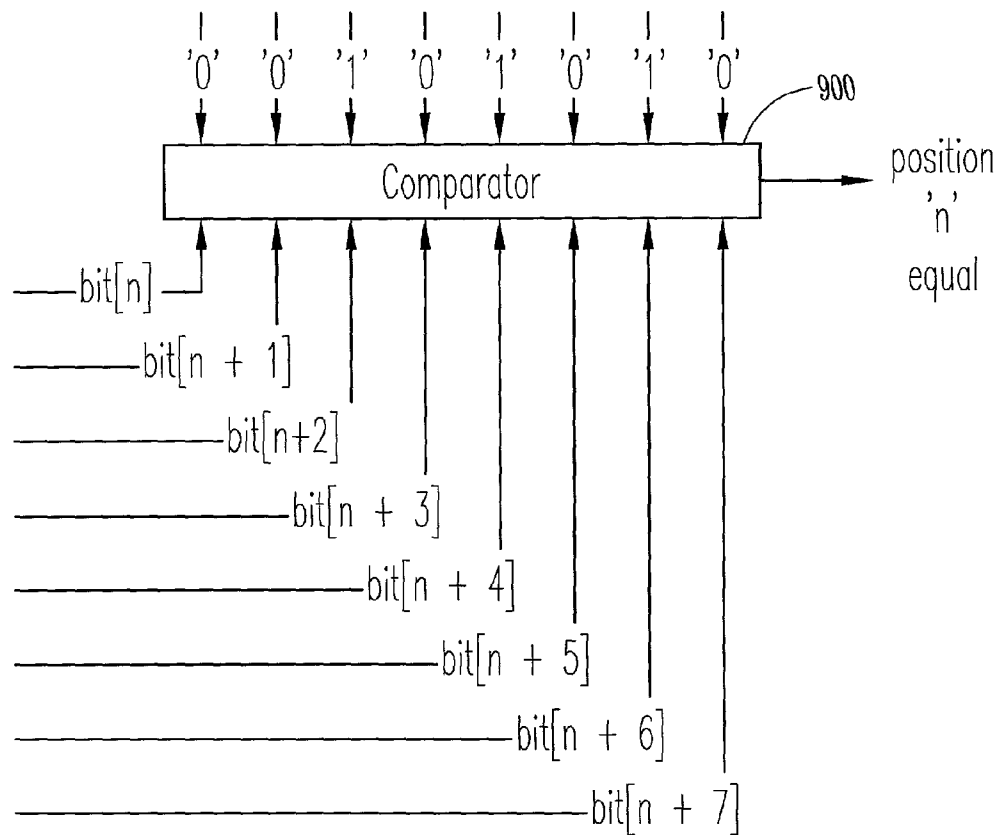 '0' '0' '1' '0' '1' '0' '1' '0'
900
Comparator
position
'n'
equal
bit[n]
bit[n + 1]
bit[n+2]
bit[n + 3]
bit[n + 4]
bit[n + 5]
bit[n + 6]
bit[n + 7]